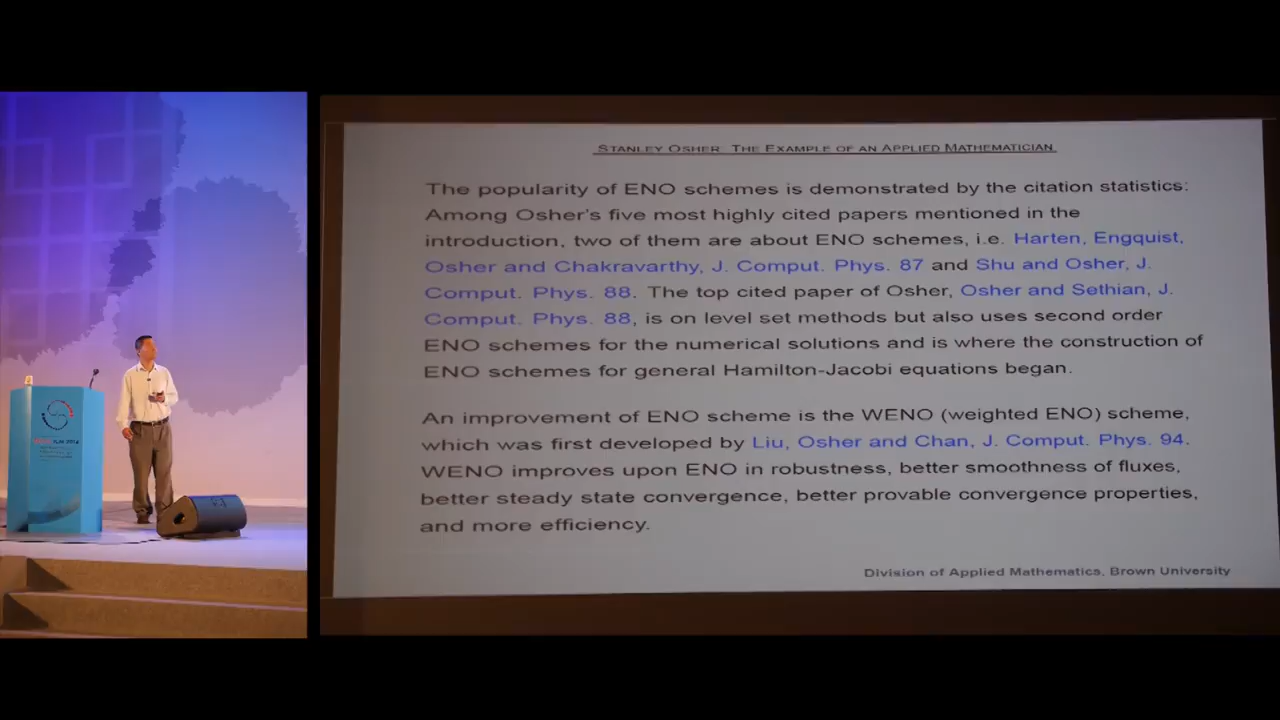 STANLEY OSHER: THE EXAMPLE OF AN APPLIED MATHEMATICIAN
The popularity of ENO schemes is demonstrated by the citation statistics:
Among Osher's five most highly cited papers mentioned in the
introduction, two of them are about ENO schemes, i.e. Harten, Engquist,
Osher and Chakravarthy, J. Comput. Phys. 87 and Shu and Osher, J.
Comput. Phys. 88. The top cited paper of Osher, Osher and Sethian, J.
Comput. Phys. 88, is on level set methods but also uses second order
ENO schemes for the numerical solutions and is where the construction of
ENO schemes for general Hamilton-Jacobi equations began.
An improvement of ENO scheme is the WENO (weighted ENO) scheme,
which was first developed by Liu, Osher and Chan, J. Comput. Phys. 94.
WENO improves upon ENO in robustness, better smoothness of fluxes,
better steady state convergence, better provable convergence properties,
and more efficiency.
Division of Applied Mathematics, Brown University